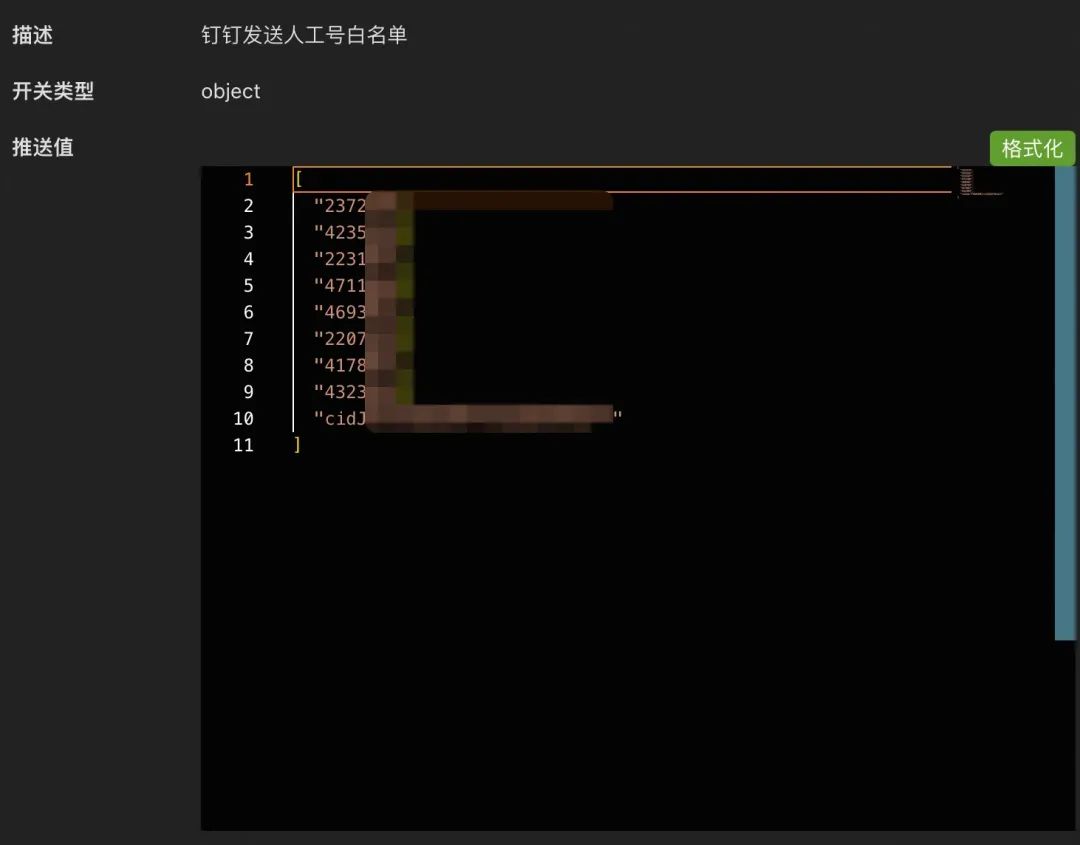 描述 钉钉发送人工号白名单
开关类型 object
推送值
格式化
1 [
2 "2372
3 "4235
4 "2231
5 "4711
6 "4693
7 "2207
8 "4178
9 "4323
10 "cidJ "
11 ]